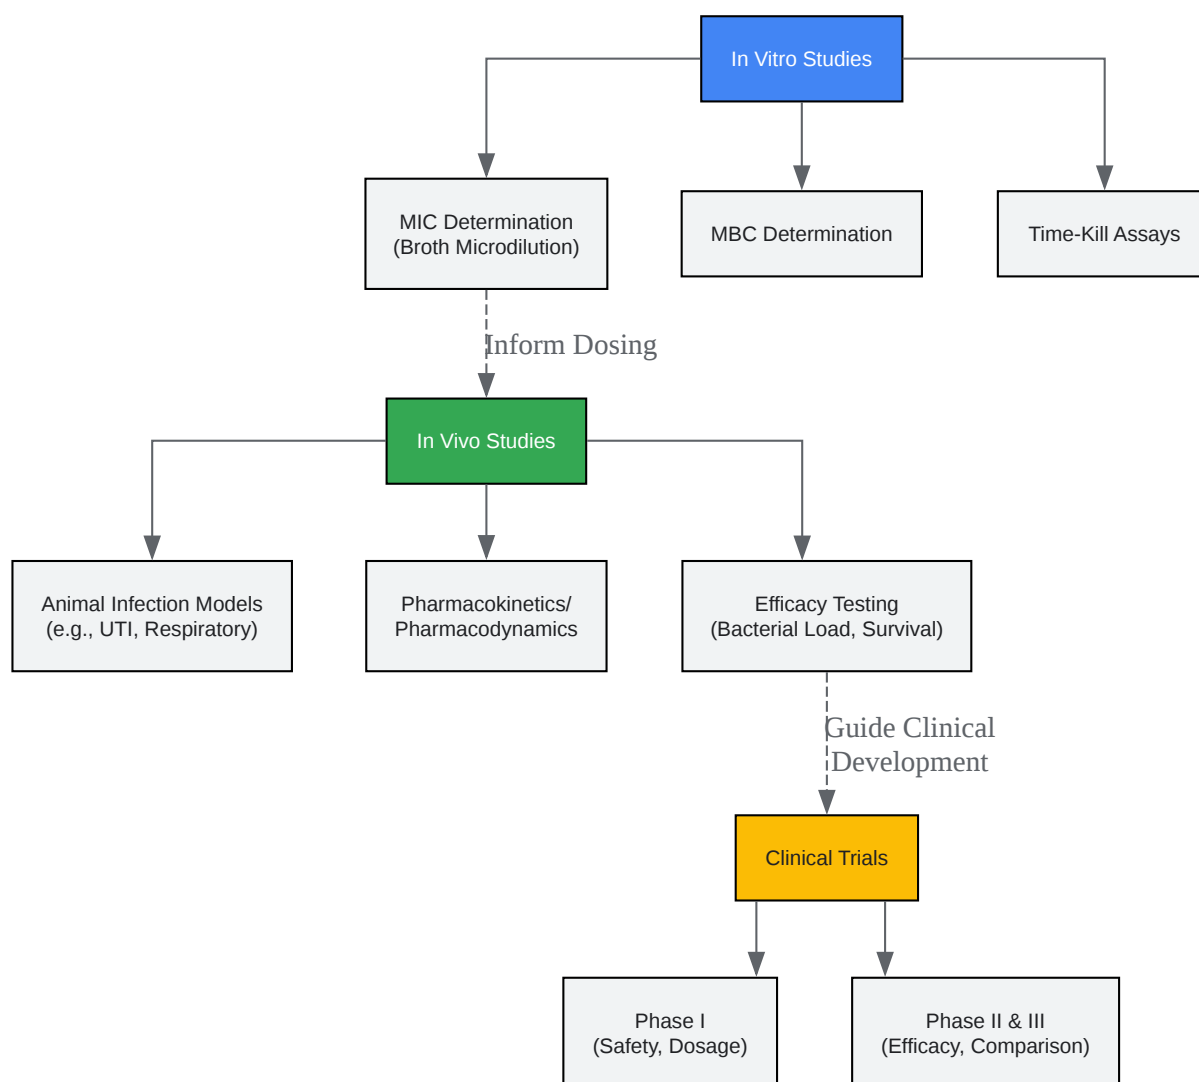 In Vitro Studies
MIC Determination
(Broth Microdilution)
MBC Determination
Time-Kill Assays
Inform Dosing
In Vivo Studies
Animal Infection Models
(e.g., UTI, Respiratory)
Pharmacokinetics/
Pharmacodynamics
Efficacy Testing
(Bacterial Load, Survival)
Guide Clinical
Development
Clinical Trials
Phase I
(Safety, Dosage)
Phase II & III
(Efficacy, Comparison)